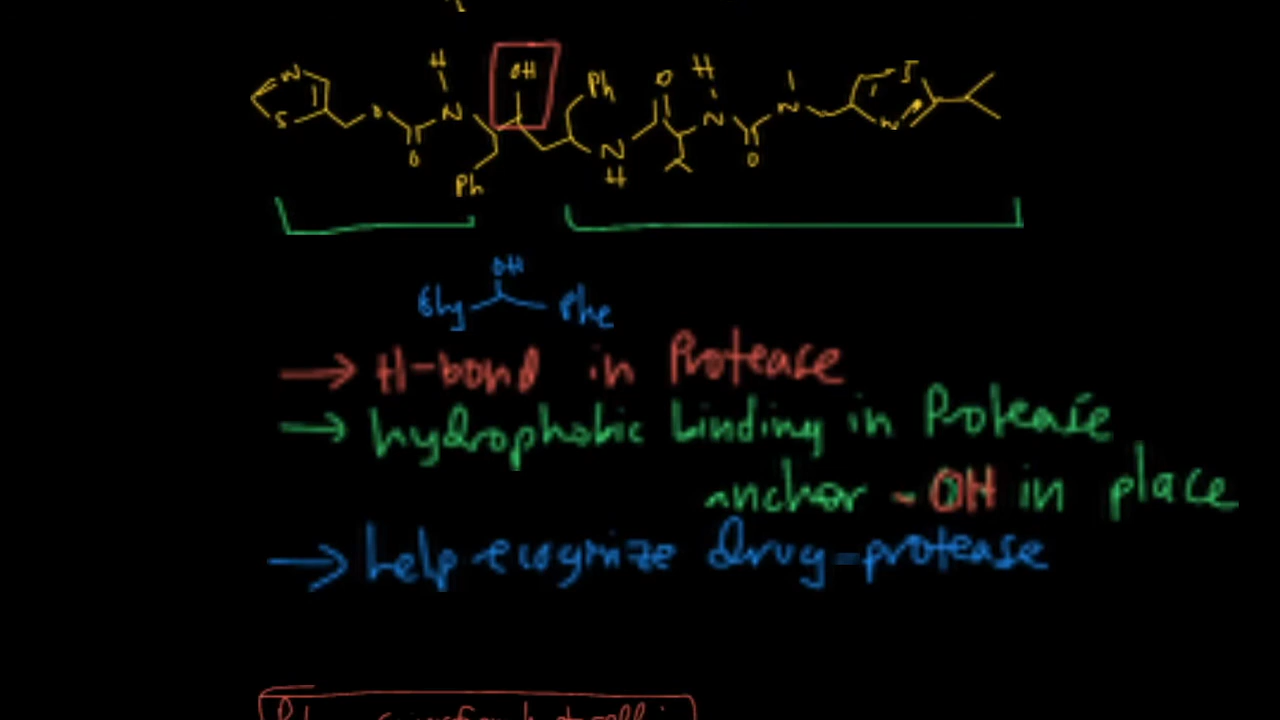 H OH Ph O H
N S O N N N S
O Ph N H O N
OH
Gly Phe
→ H-bond in Protease
→ hydrophobic binding in Protease
anchor -OH in place
→ help recognize drug-protease